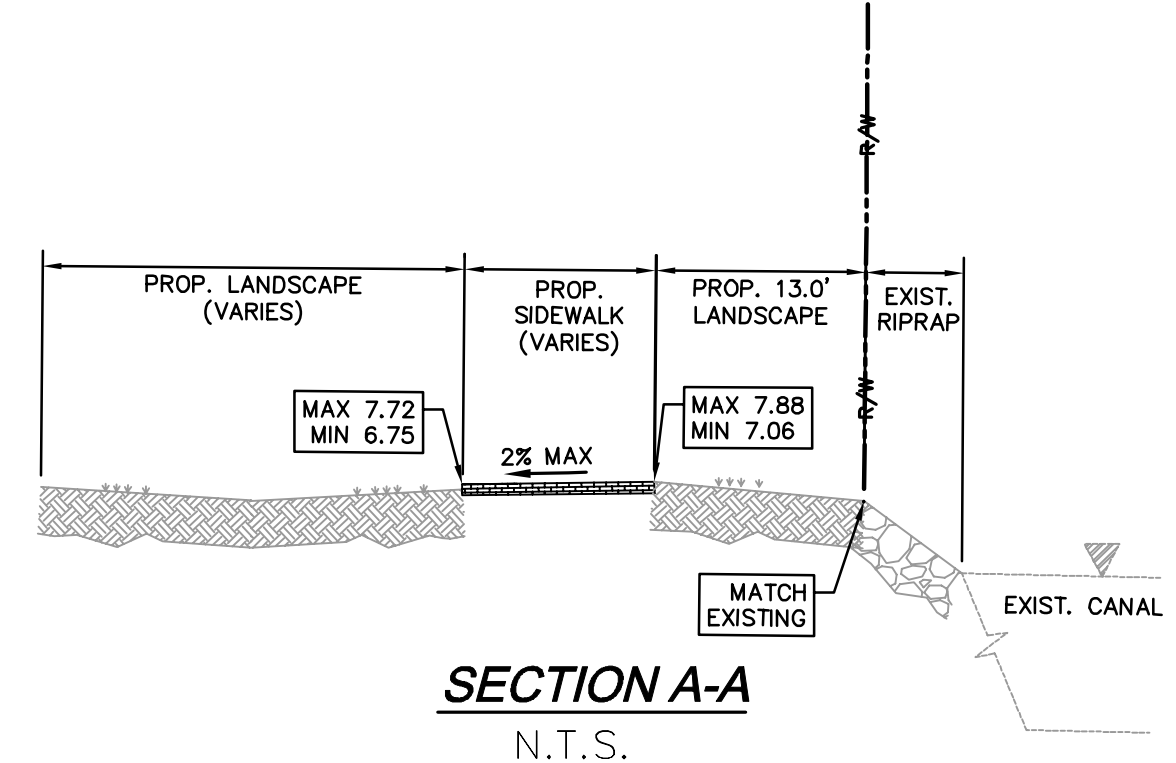 R/W
PROP. LANDSCAPE
(VARIES)
PROP.
SIDEWALK
(VARIES)
PROP. 13.0'
LANDSCAPE
EXIST.
RIPRAP
R/W
MAX 7.72
MIN 6.75
MAX 7.88
MIN 7.06
2% MAX
MATCH
EXISTING
EXIST. CANAL
SECTION A-A
N.T.S.